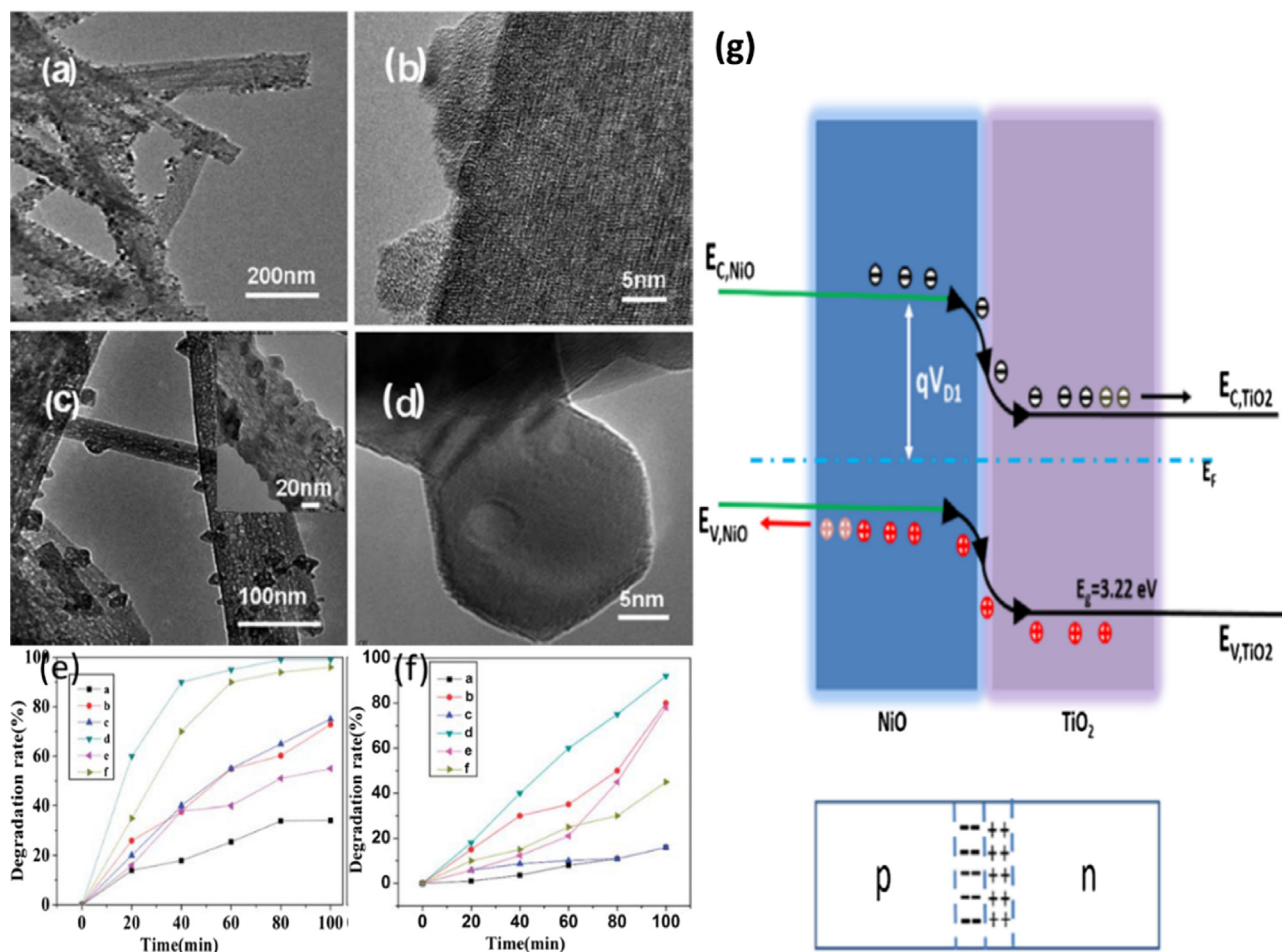 (a)
200nm
(b)
5nm
(c)
20nm
100nm
(d)
5nm
(e)
Degradation rate(%)
100
80
60
40
20
0
a
b
c
d
e
f
0 20 40 60 80 100
Time(min)
(f)
Degradation rate(%)
100
80
60
40
20
0
a
b
c
d
e
f
0 20 40 60 80 100
Time(min)
(g)
E_C,NiO
qV_D1
E_C,TiO2
E_F
E_V,NiO
E_g=3.22 eV
E_V,TiO2
NiO
TiO₂
p
n